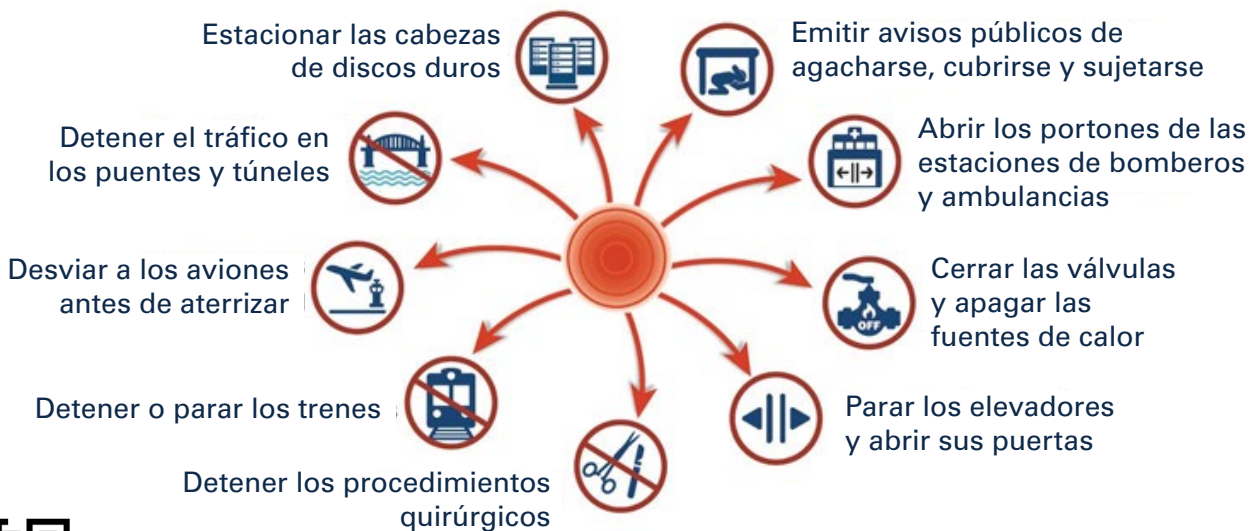 Estacionar las cabezas
de discos duros
Emitir avisos públicos de
agacharse, cubrirse y sujetarse
Detener el tráfico en
los puentes y túneles
Abrir los portones de las
estaciones de bomberos
y ambulancias
Desviar a los aviones
antes de aterrizar
Cerrar las válvulas
y apagar las
fuentes de calor
OFF
Detener o parar los trenes
Parar los elevadores
y abrir sus puertas
Detener los procedimientos
quirúrgicos